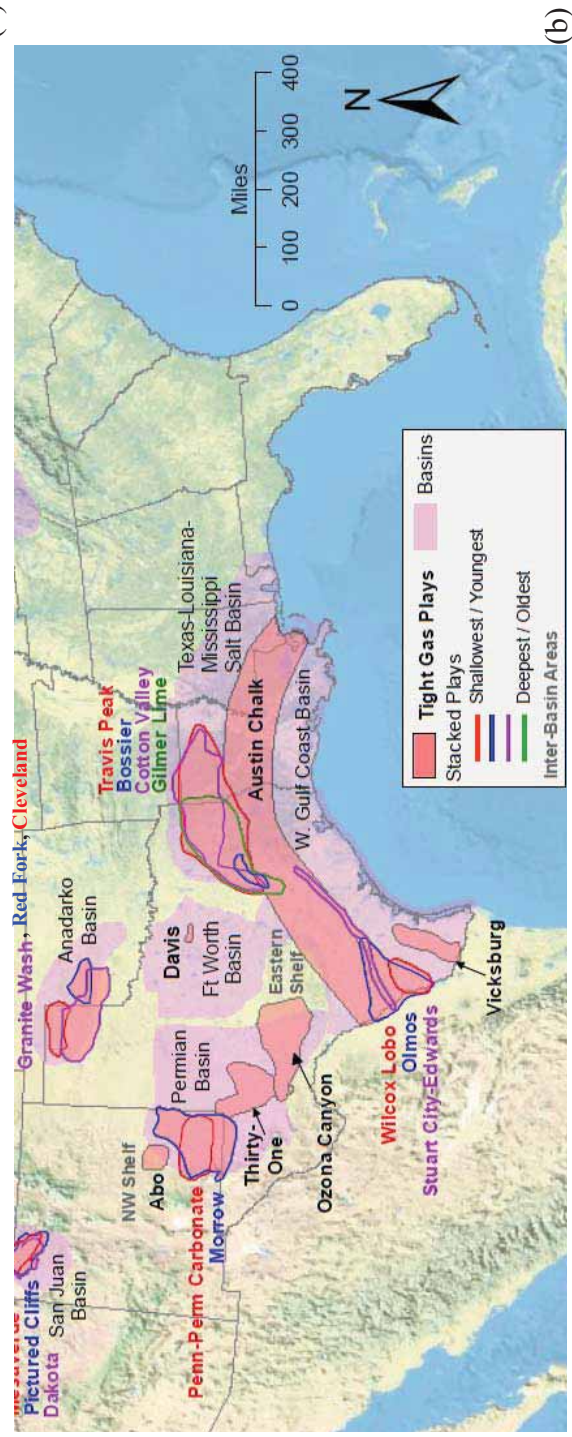 Mesaverde
Pictured Cliffs
Dakota
San Juan
Basin
Granite Wash, Red Fork, Cleveland
Anadarko
Basin
NW Shelf
Abo
Permian
Basin
Penn-Perm Carbonate
Morrow
Thirty-
One
Ozona Canyon
Davis
Ft Worth
Basin
Eastern
Shelf
Travis Peak
Bossier
Cotton Valley
Gilmer Lime
Texas-Louisiana-
Mississippi
Salt Basin
Austin Chalk
W. Gulf Coast Basin
Wilcox Lobo
Olmos
Stuart City-Edwards
Vicksburg
Tight Gas Plays
Basins
Stacked Plays
Shallowest / Youngest
Deepest / Oldest
Inter-Basin Areas
Miles
0 100 200 300 400
N
(b)